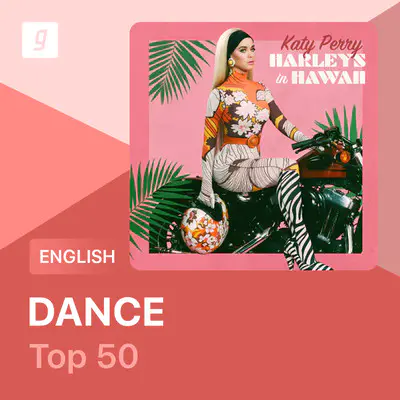 g
Katy Perry
HARLEYS
in HAWAII
ENGLISH
DANCE
Top 50